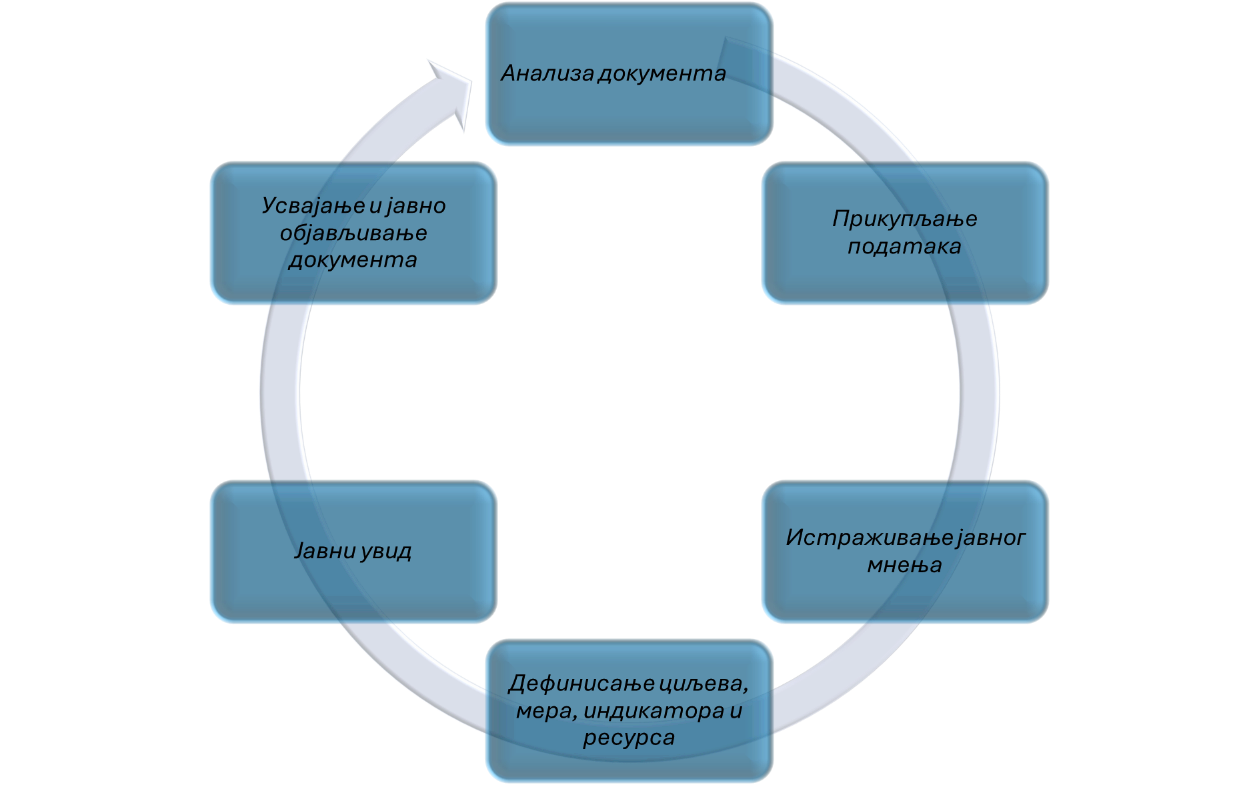 Анализа документа
Прикупљање
података
Истраживање јавног
мнења
Дефинисање циљева,
мера, индикатора и
ресурса
Јавни увид
Усвајање и јавно
објављивање
документа